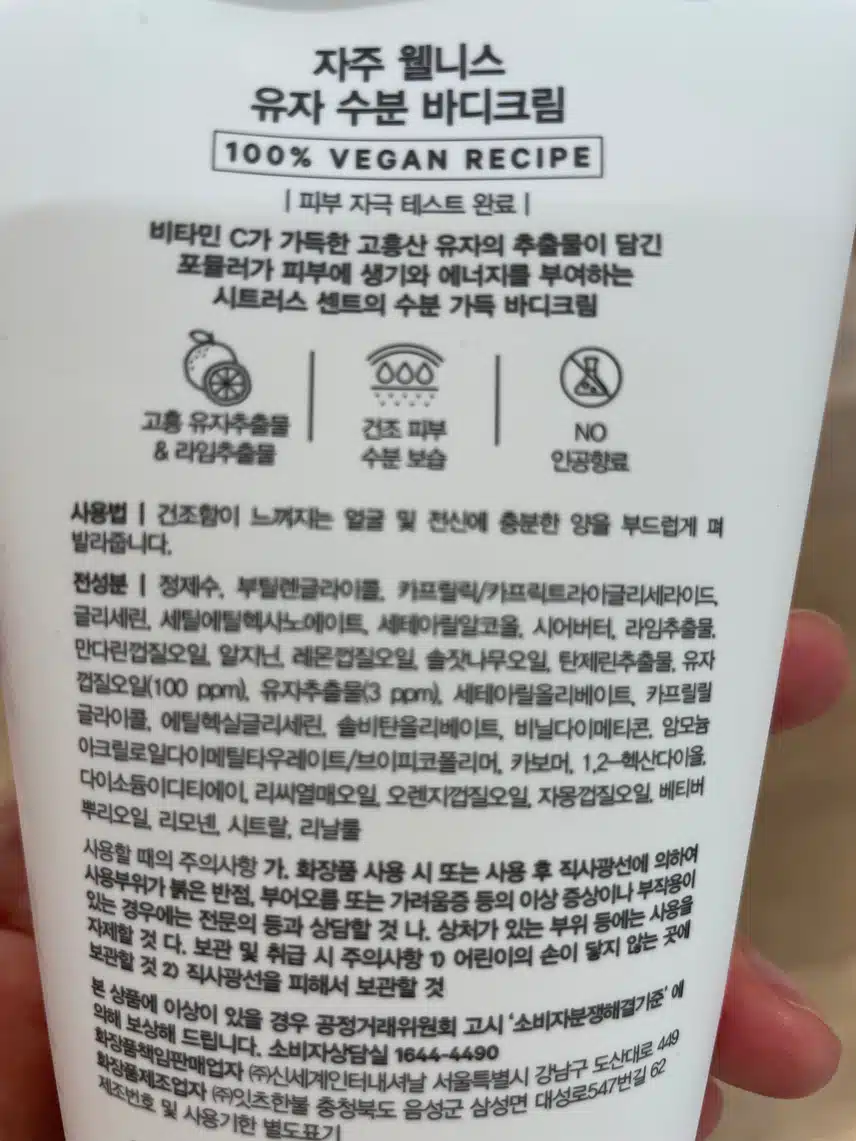 자주 웰니스
유자 수분 바디크림
100% VEGAN RECIPE
| 피부 자극 테스트 완료 |
비타민 C가 가득한 고흥산 유자의 추출물이 담긴
포뮬러가 피부에 생기와 에너지를 부여하는
시트러스 센트의 수분 가득 바디크림
고흥 유자추출물
& 라임추출물
건조 피부
수분 보습
NO
인공향료
사용법 | 건조함이 느껴지는 얼굴 및 전신에 충분한 양을 부드럽게 펴
발라줍니다.
전성분 | 정제수, 부틸렌글라이콜, 카프릴릭/카프릭트라이글리세라이드,
글리세린, 세틸에틸헥사노에이트, 세테아릴알코올, 시어버터, 라임추출물,
만다린껍질오일, 알지닌, 레몬껍질오일, 솔잣나무오일, 탄제린추출물, 유자
껍질오일(100 ppm), 유자추출물(3 ppm), 세테아릴올리베이트, 카프릴릴
글라이콜, 에틸헥실글리세린, 솔비탄올리베이트, 비닐다이메티콘, 암모늄
아크릴로일다이메틸타우레이트/브이피코폴리머, 카보머, 1,2-헥산다이올,
다이소듐이디티에이, 리씨열매오일, 오렌지껍질오일, 자몽껍질오일, 베티버
뿌리오일, 리모넨, 시트랄, 리날룰
사용할 때의 주의사항 가. 화장품 사용 시 또는 사용 후 직사광선에 의하여
사용부위가 붉은 반점, 부어오름 또는 가려움증 등의 이상 증상이나 부작용이
있는 경우에는 전문의 등과 상담할 것 나. 상처가 있는 부위 등에는 사용을
자제할 것 다. 보관 및 취급 시 주의사항 1) 어린이의 손이 닿지 않는 곳에
보관할 것 2) 직사광선을 피해서 보관할 것
본 상품에 이상이 있을 경우 공정거래위원회 고시 '소비자분쟁해결기준' 에
의해 보상해 드립니다. 소비자상담실 1644-4490
화장품책임판매업자 ㈜신세계인터내셔날 서울특별시 강남구 도산대로 449
화장품제조업자 ㈜잇츠한불 충청북도 음성군 삼성면 대성로547번길 62
제조번호 및 사용기한 별도표기